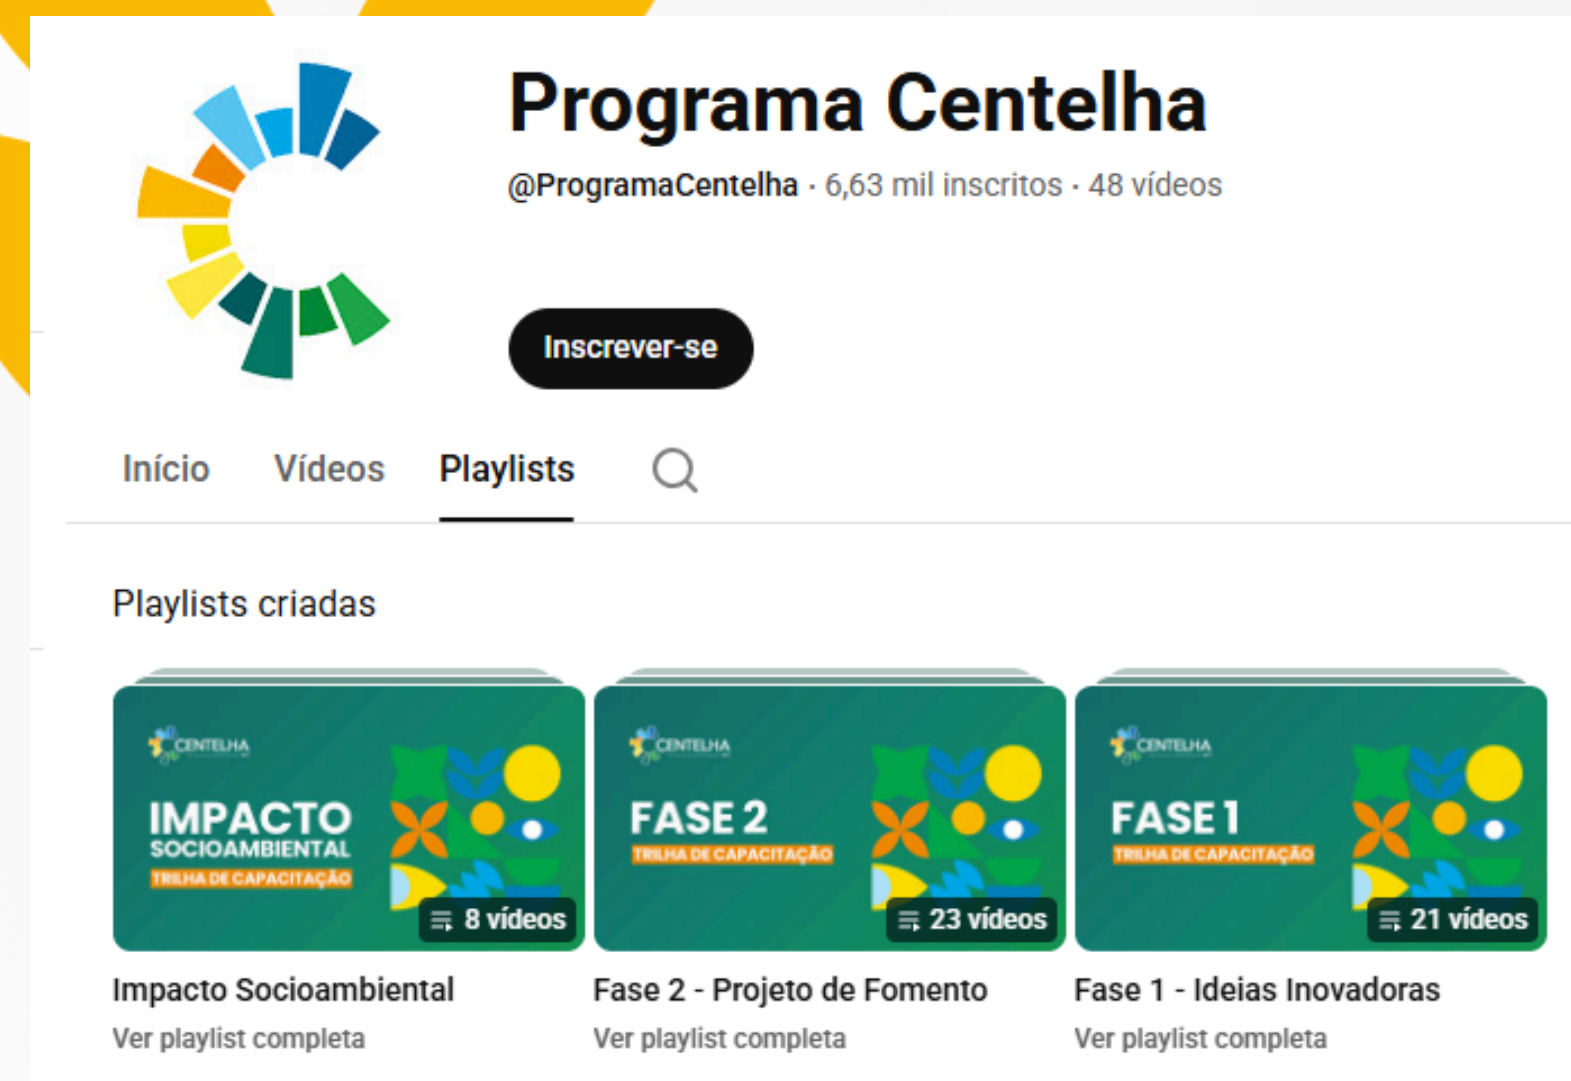 Programa Centelha
@ProgramaCentelha · 6,63 mil inscritos · 48 vídeos
Inscrever-se
Início Vídeos Playlists
Playlists criadas
CENTELHA
IMPACTO
SOCIOAMBIENTAL
TRILHA DE CAPACITAÇÃO
8 vídeos
CENTELHA
FASE 2
TRILHA DE CAPACITAÇÃO
23 vídeos
CENTELHA
FASE 1
TRILHA DE CAPACITAÇÃO
21 vídeos
Impacto Socioambiental
Ver playlist completa
Fase 2 - Projeto de Fomento
Ver playlist completa
Fase 1 - Ideias Inovadoras
Ver playlist completa